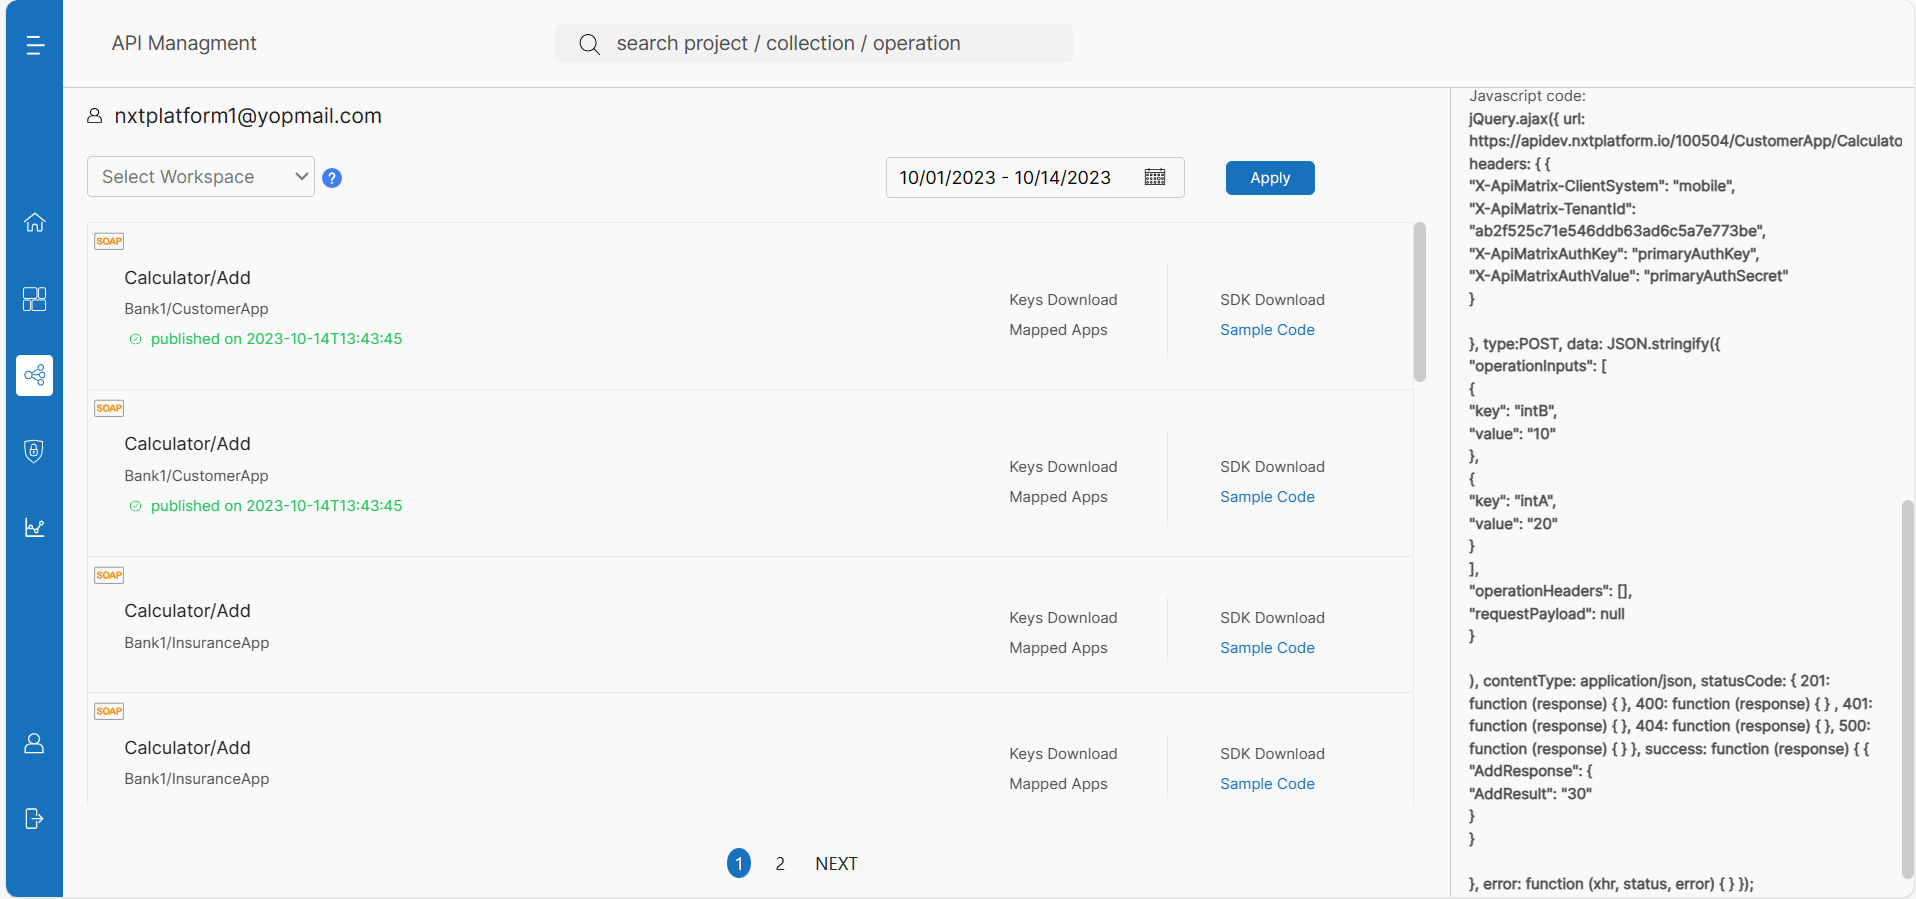 API Managment
search project / collection / operation
nxtplatform1@yopmail.com
Select Workspace
?
10/01/2023 - 10/14/2023
Apply
SOAP
Calculator/Add
Bank1/CustomerApp
published on 2023-10-14T13:43:45
Keys Download
Mapped Apps
SDK Download
Sample Code
SOAP
Calculator/Add
Bank1/CustomerApp
published on 2023-10-14T13:43:45
Keys Download
Mapped Apps
SDK Download
Sample Code
SOAP
Calculator/Add
Bank1/InsuranceApp
Keys Download
Mapped Apps
SDK Download
Sample Code
SOAP
Calculator/Add
Bank1/InsuranceApp
Keys Download
Mapped Apps
SDK Download
Sample Code
1 2 NEXT
Javascript code:
jQuery.ajax({ url:
https://apidev.nxtplatform.io/100504/CustomerApp/Calculato
headers: { {
"X-ApiMatrix-ClientSystem": "mobile",
"X-ApiMatrix-TenantId":
"ab2f525c71e546ddb63ad6c5a7e773be",
"X-ApiMatrixAuthKey": "primaryAuthKey",
"X-ApiMatrixAuthValue": "primaryAuthSecret"
}
}, type:POST, data: JSON.stringify({
"operationInputs": [
{
"key": "intB",
"value": "10"
},
{
"key": "intA",
"value": "20"
}
],
"operationHeaders": [],
"requestPayload": null
}
), contentType: application/json, statusCode: { 201:
function (response) { }, 400: function (response) { } , 401:
function (response) { }, 404: function (response) { }, 500:
function (response) { } }, success: function (response) { {
"AddResponse": {
"AddResult": "30"
}
}
}, error: function (xhr, status, error) { } });